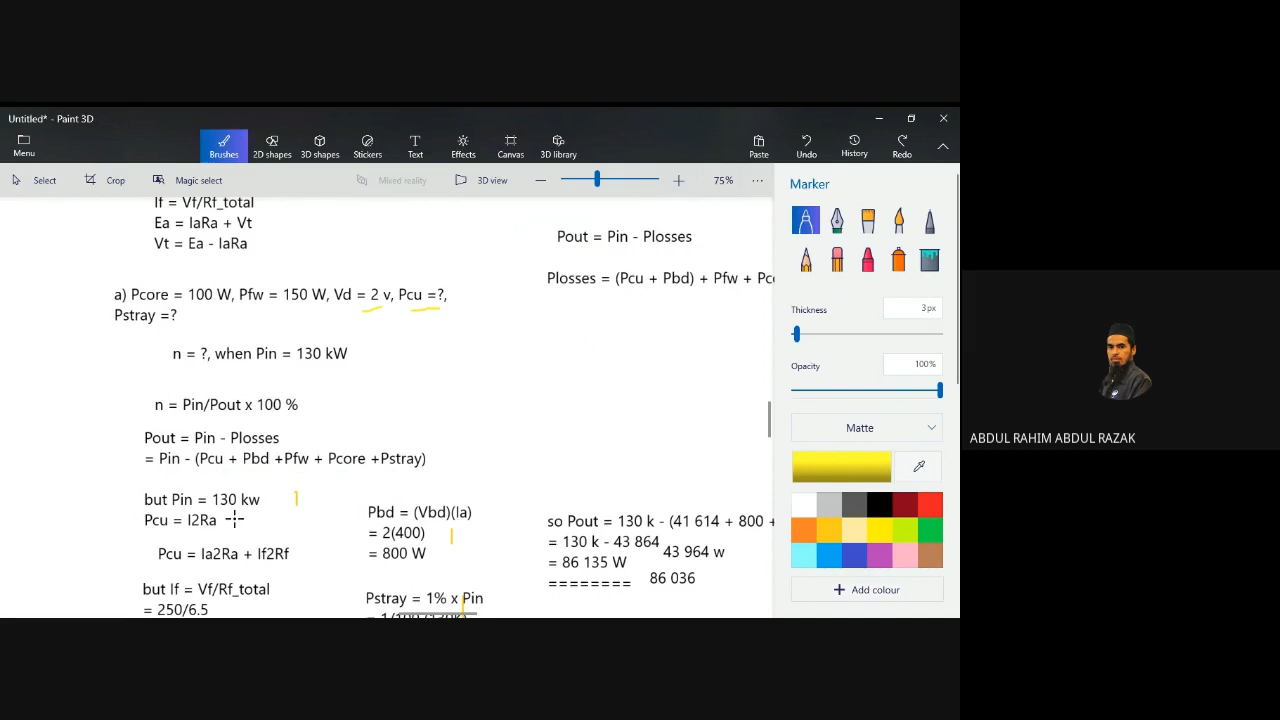 Untitled* - Paint 3D
Menu
Brushes
2D shapes
3D shapes
Stickers
Text
Effects
Canvas
3D library
Paste
Undo
History
Redo
Select
Crop
Magic select
Mixed reality
3D view
75%
Marker
Thickness
3px
Opacity
100%
Matte
Add colour
If = Vf/Rf_total
Ea = IaRa + Vt
Vt = Ea - IaRa
a) Pcore = 100 W, Pfw = 150 W, Vd = 2 v, Pcu =?,
Pstray =?
n = ?, when Pin = 130 kW
n = Pin/Pout x 100 %
Pout = Pin - Plosses
= Pin - (Pcu + Pbd +Pfw + Pcore +Pstray)
but Pin = 130 kw
Pcu = I2Ra
Pcu = Ia2Ra + If2Rf
but If = Vf/Rf_total
= 250/6.5
Pbd = (Vbd)(Ia)
= 2(400)
= 800 W
Pstray = 1% x Pin
= 1/100 (130k)
Pout = Pin - Plosses
Plosses = (Pcu + Pbd) + Pfw + Pc
so Pout = 130 k - (41 614 + 800 +
= 130 k - 43 864
43 964 w
= 86 135 W
86 036
========
ABDUL RAHIM ABDUL RAZAK